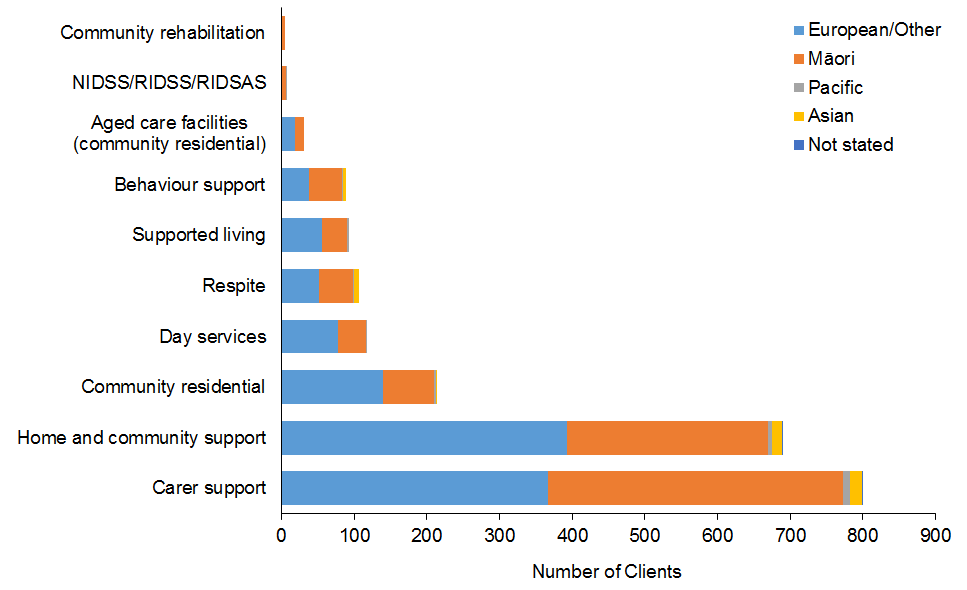 Community rehabilitation
NIDSS/RIDSS/RIDSAS
Aged care facilities
(community residential)
Behaviour support
Supported living
Respite
Day services
Community residential
Home and community support
Carer support
European/Other
Māori
Pacific
Asian
Not stated
0 100 200 300 400 500 600 700 800 900
Number of Clients